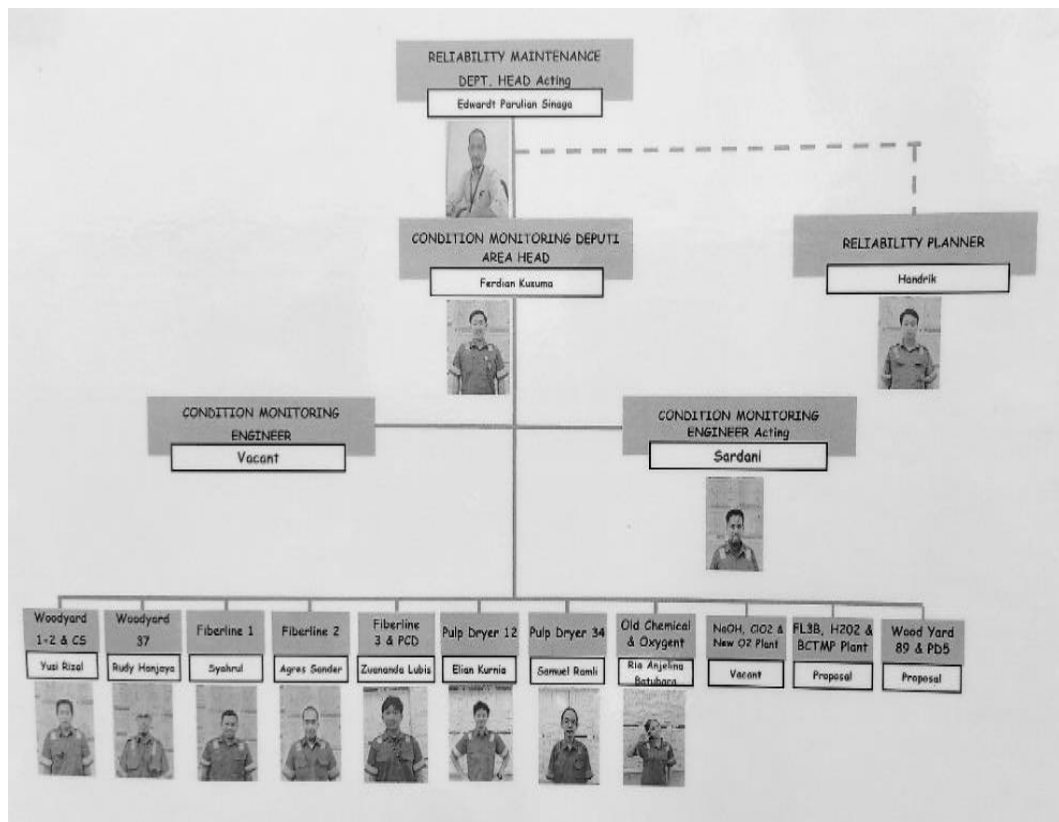 RELIABILITY MAINTENANCE
DEPT. HEAD Acting
Edwardt Parulian Sinaga
CONDITION MONITORING DEPUTI
AREA HEAD
Ferdian Kusuma
RELIABILITY PLANNER
Handrik
CONDITION MONITORING
ENGINEER
Vacant
CONDITION MONITORING
ENGINEER Acting
Sardani
Woodyard
1-2 & CS
Yusi Rizal
Woodyard
37
Rudy Hanjaya
Fiberline 1
Syahrul
Fiberline 2
Agres Sander
Fiberline
3 & PCD
Zuananda Lubis
Pulp Dryer 12
Elian Kurnia
Pulp Dryer 34
Samuel Ramli
Old Chemical
& Oxygent
Ria Anjelina
Batubara
NaOH, ClO2 &
New O2 Plant
Vacant
FL3B, H2O2 &
BCTMP Plant
Proposal
Wood Yard
89 & PD5
Proposal